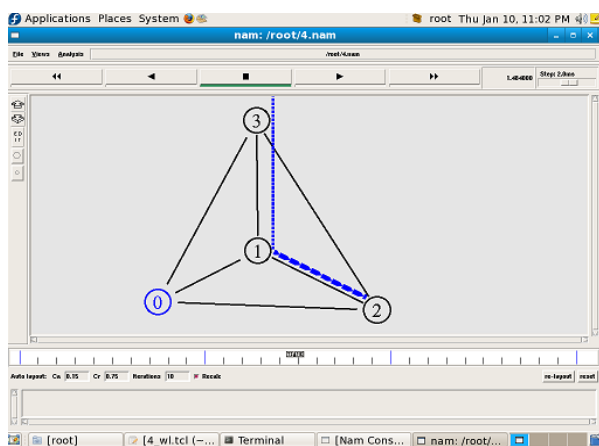 Applications Places System root Thu Jan 10, 11:02 PM
nam: /root/4.nam
File Views Analysis /root/4.nam
1.484000 Step: 2.0ms
3
1
0
2
Auto layout: Ca 0.15 Cr 0.75 Iterations 10 Recalc re-layout reset
[root] [4_wl.tcl (~... Terminal [Nam Cons... nam: /root/...